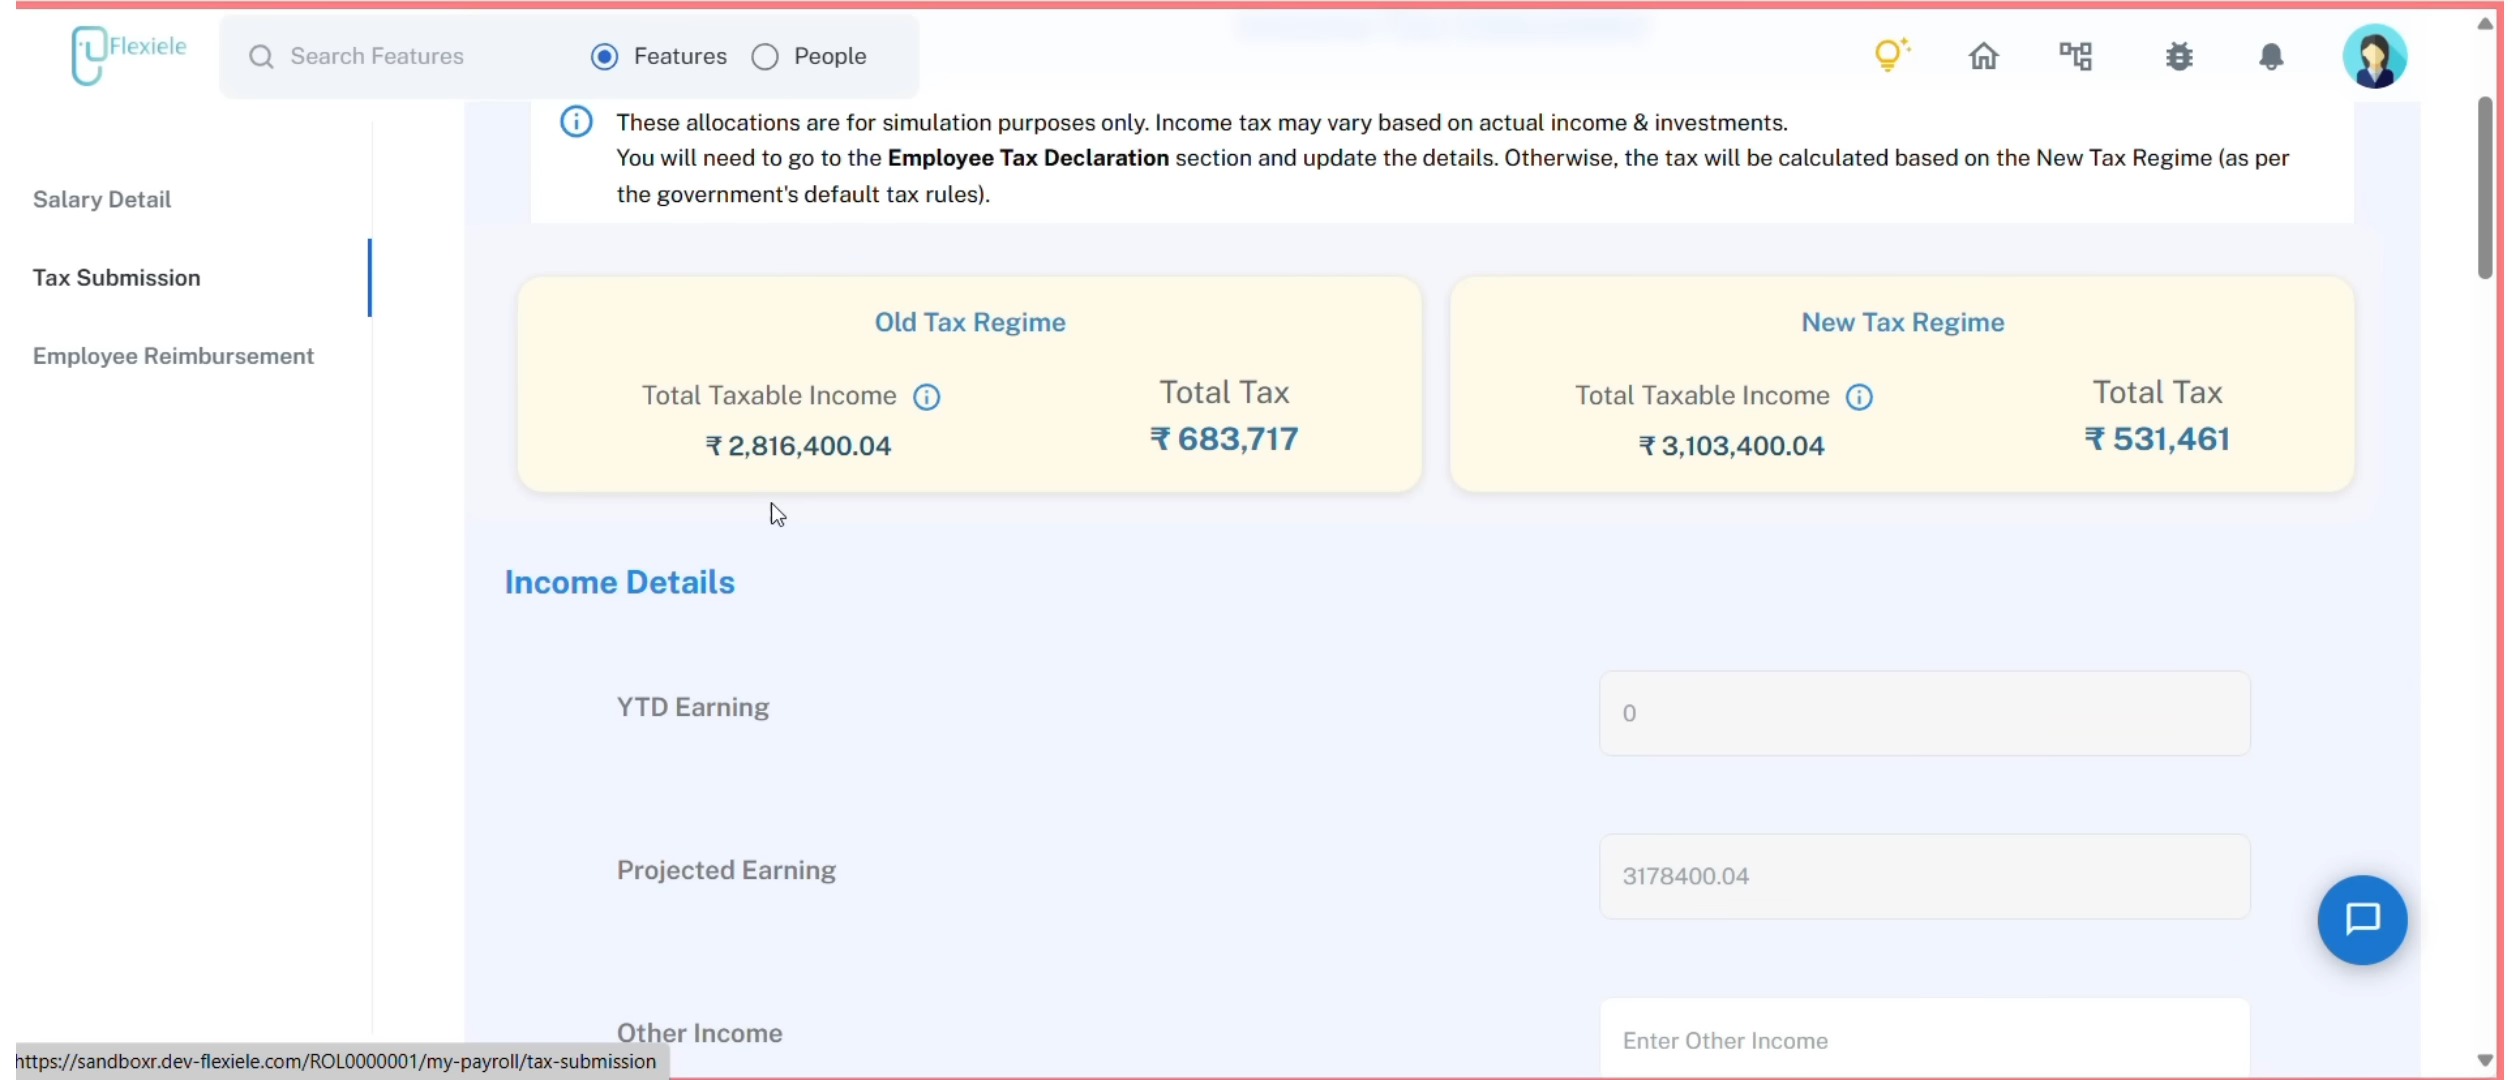 Flexiele
Search Features
Features
People
These allocations are for simulation purposes only. Income tax may vary based on actual income & investments.
You will need to go to the Employee Tax Declaration section and update the details. Otherwise, the tax will be calculated based on the New Tax Regime (as per
the government's default tax rules).
Salary Detail
Tax Submission
Employee Reimbursement
Old Tax Regime
Total Taxable Income
₹ 2,816,400.04
Total Tax
₹ 683,717
New Tax Regime
Total Taxable Income
₹ 3,103,400.04
Total Tax
₹ 531,461
Income Details
YTD Earning
0
Projected Earning
3178400.04
Other Income
Enter Other Income
https://sandboxr.dev-flexiele.com/ROL0000001/my-payroll/tax-submission